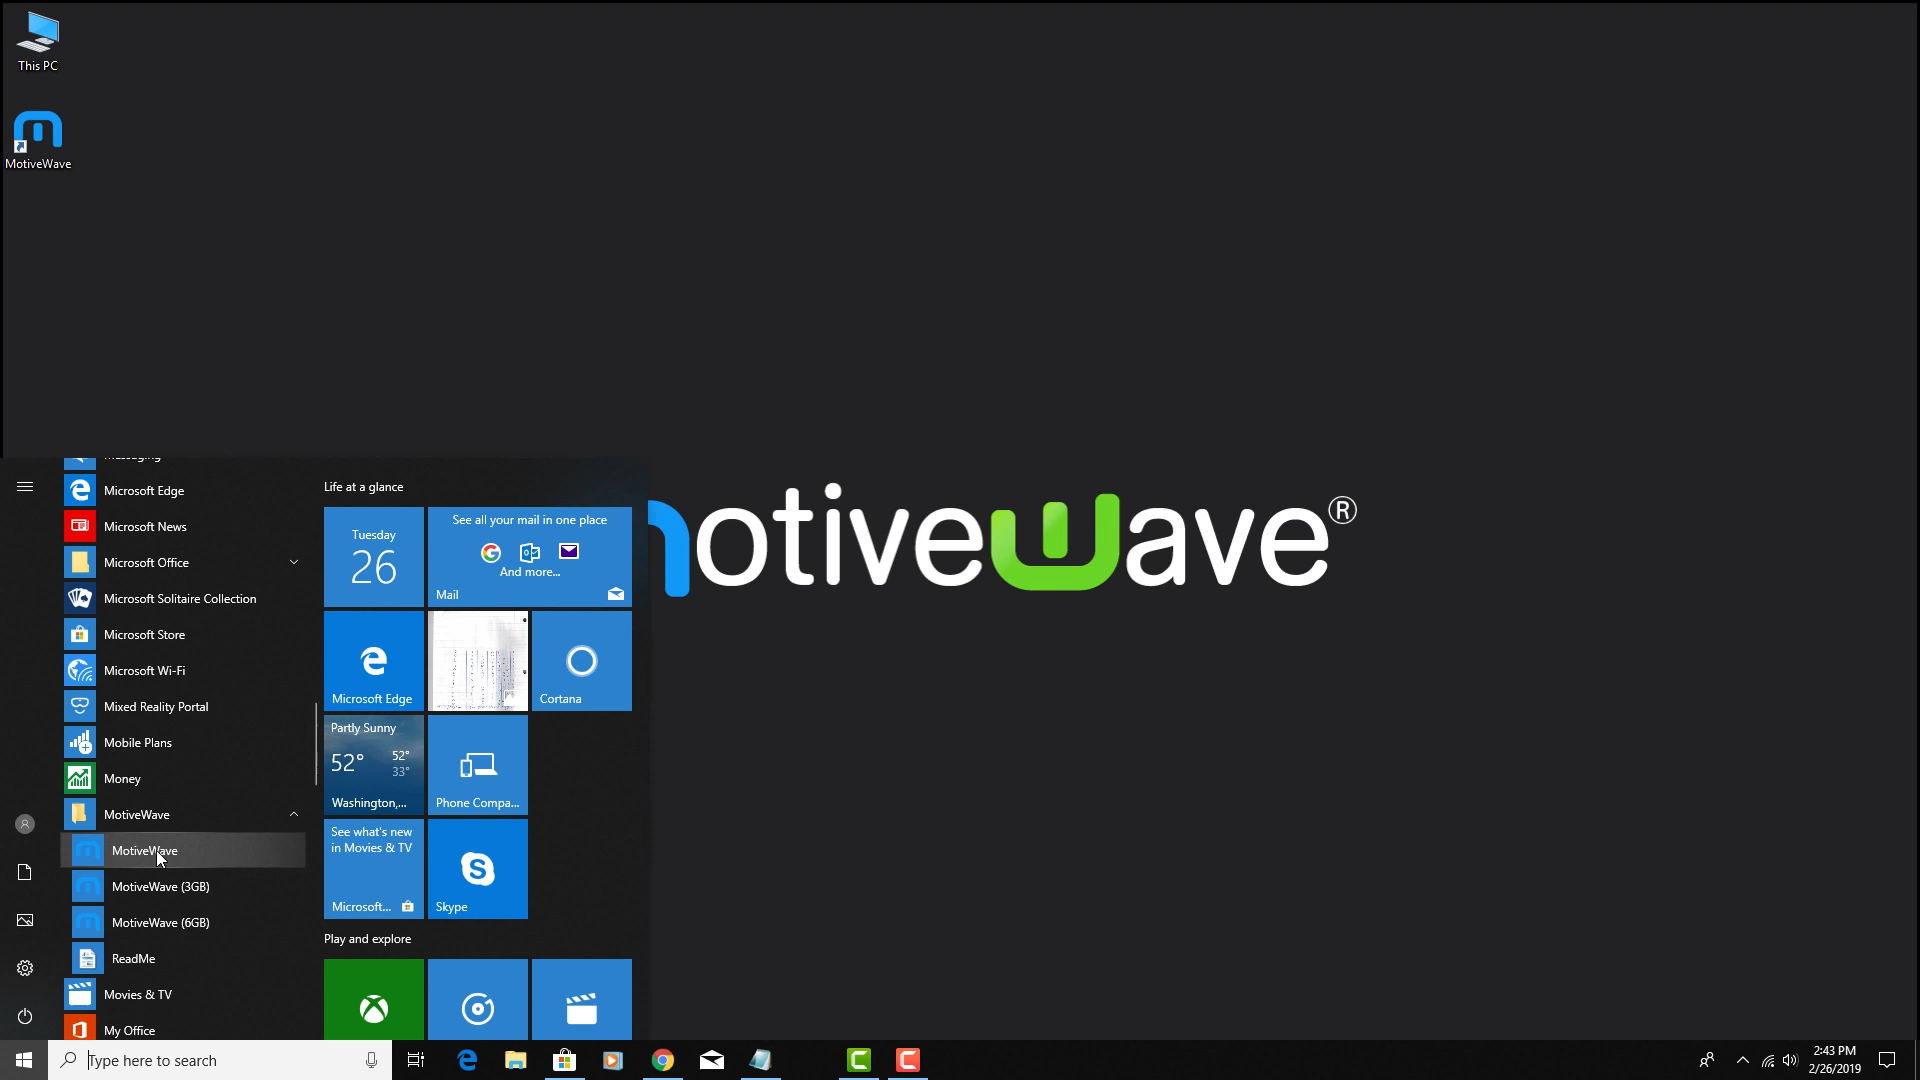 This PC
MotiveWave
Messaging
Microsoft Edge
Microsoft News
Microsoft Office
Microsoft Solitaire Collection
Microsoft Store
Microsoft Wi-Fi
Mixed Reality Portal
Mobile Plans
Money
MotiveWave
MotiveWave
MotiveWave (3GB)
MotiveWave (6GB)
ReadMe
Movies & TV
My Office
Life at a glance
Tuesday
26
See all your mail in one place
And more...
Mail
Microsoft Edge
Cortana
Partly Sunny
52° 52°
33°
Washington,...
Phone Compa...
See what's new
in Movies & TV
Microsoft...
Skype
Play and explore
motivewave®
Type here to search
2:43 PM
2/26/2019